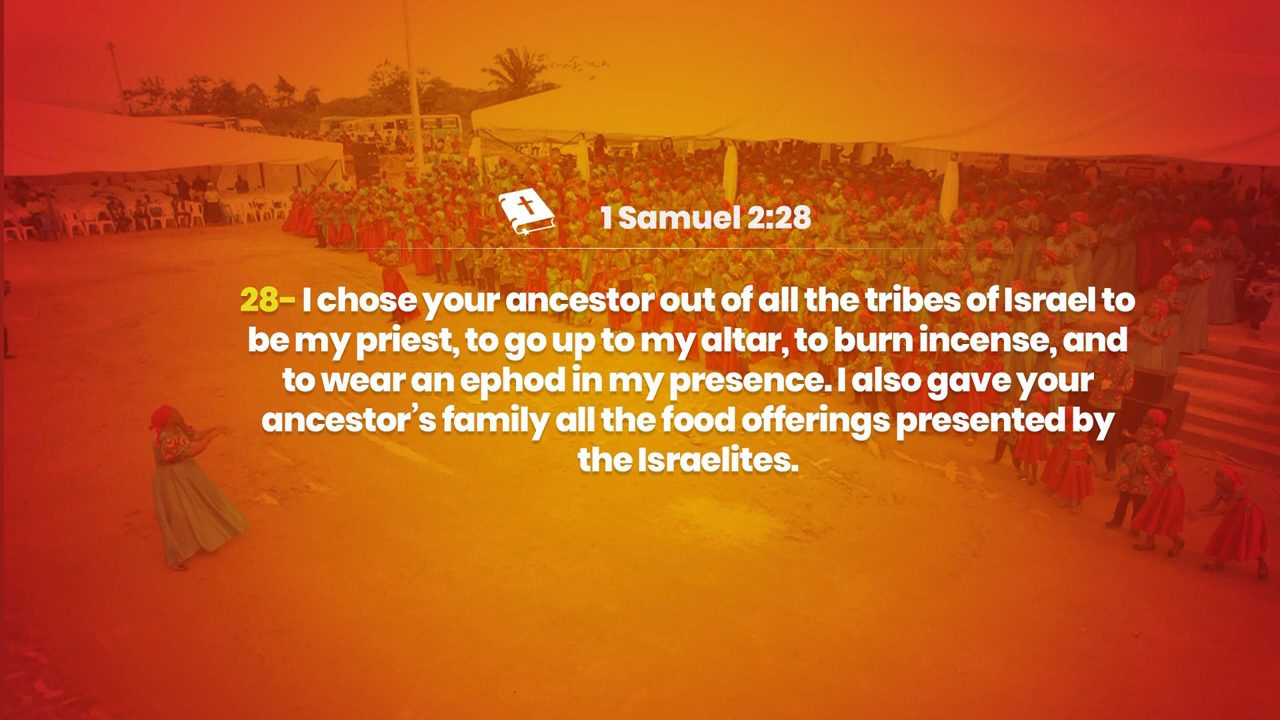 1 Samuel 2:28
28- I chose your ancestor out of all the tribes of Israel to
be my priest, to go up to my altar, to burn incense, and
to wear an ephod in my presence. I also gave your
ancestor’s family all the food offerings presented by
the Israelites.